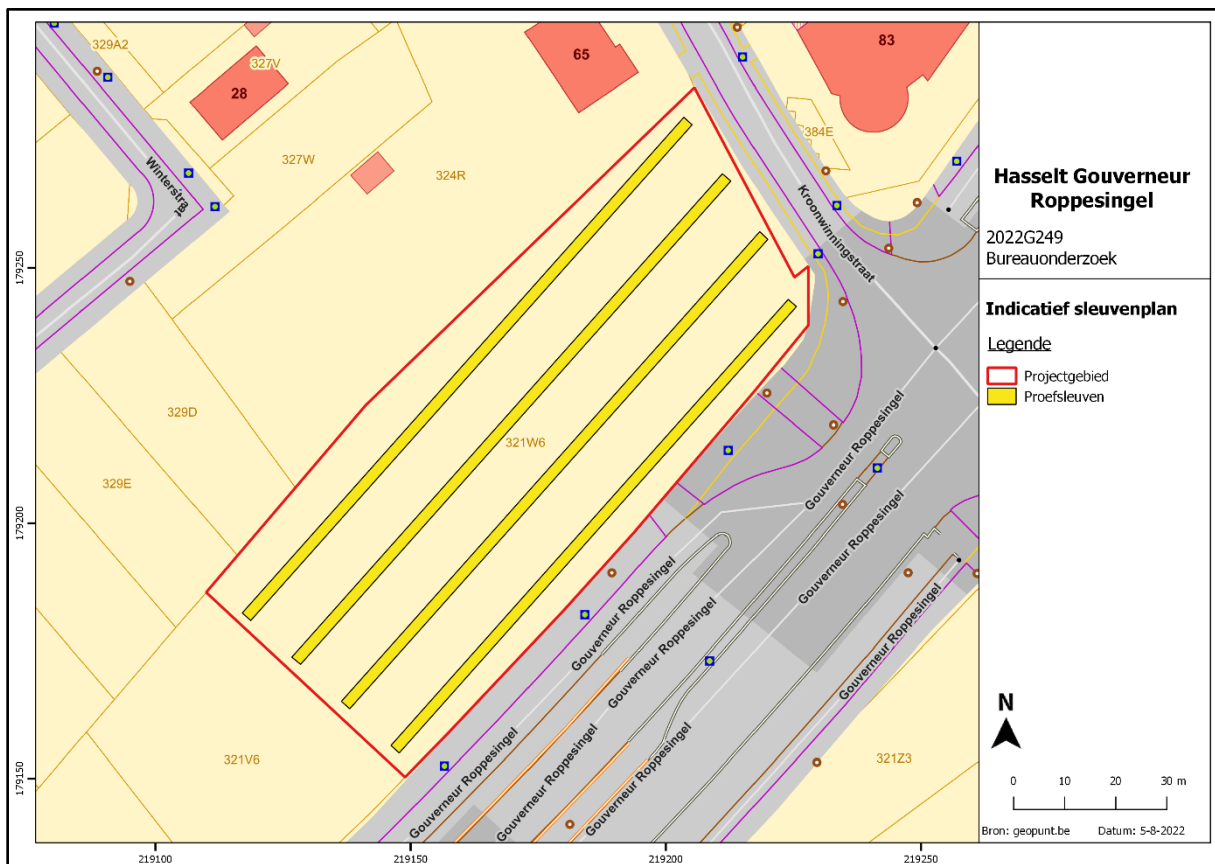 329A2
327V
28
65
83
384E
327W
324R
Winterstra
18
Kroonwinningstraat
179250
329D
321W6
329E
179200
Gouverneur Roppesingel
Gouverneur Roppesingel
Gouverneur Roppesingel
Gouverneur Roppesingel
Gouverneur Roppesingel
Gouverneur Roppesingel
Gouverneur Roppesingel
Gouverneur Roppesingel
Gouverneur Roppesingel
321V6
321Z3
179150
219100
219150
219200
219250
Hasselt Gouverneur
Roppesingel
2022G249
Bureauonderzoek
Indicatief sleuvenplan
Legende
Projectgebied
Proefsleuven
N
0 10 20 30 m
Bron: geopunt.be Datum: 5-8-2022